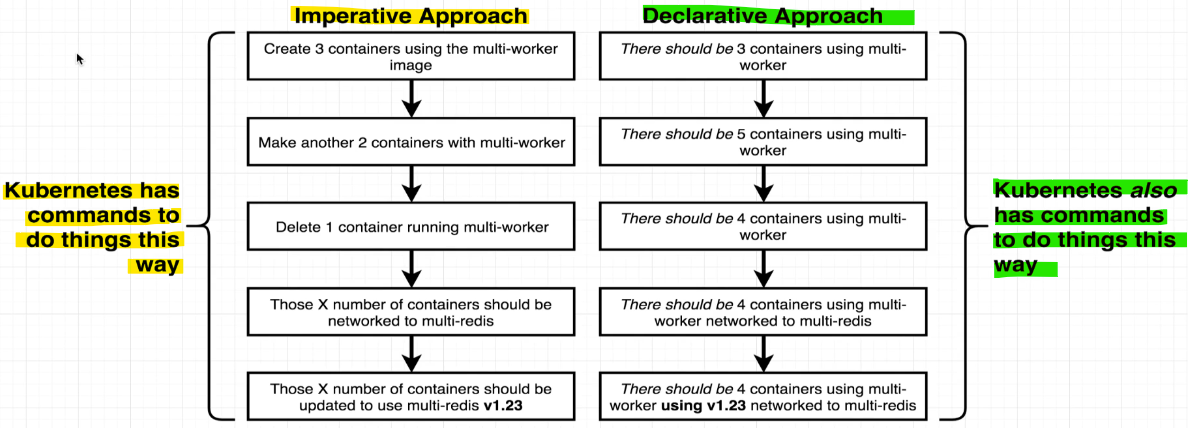 Imperative Approach
Create 3 containers using the multi-worker
image
Make another 2 containers with multi-worker
Delete 1 container running multi-worker
Those X number of containers should be
networked to multi-redis
Those X number of containers should be
updated to use multi-redis v1.23
Kubernetes has
commands to
do things this
way
Declarative Approach
There should be 3 containers using multi-
worker
There should be 5 containers using multi-
worker
There should be 4 containers using multi-
worker
There should be 4 containers using multi-
worker networked to multi-redis
There should be 4 containers using multi-
worker using v1.23 networked to multi-redis
Kubernetes also
has commands
to do things this
way